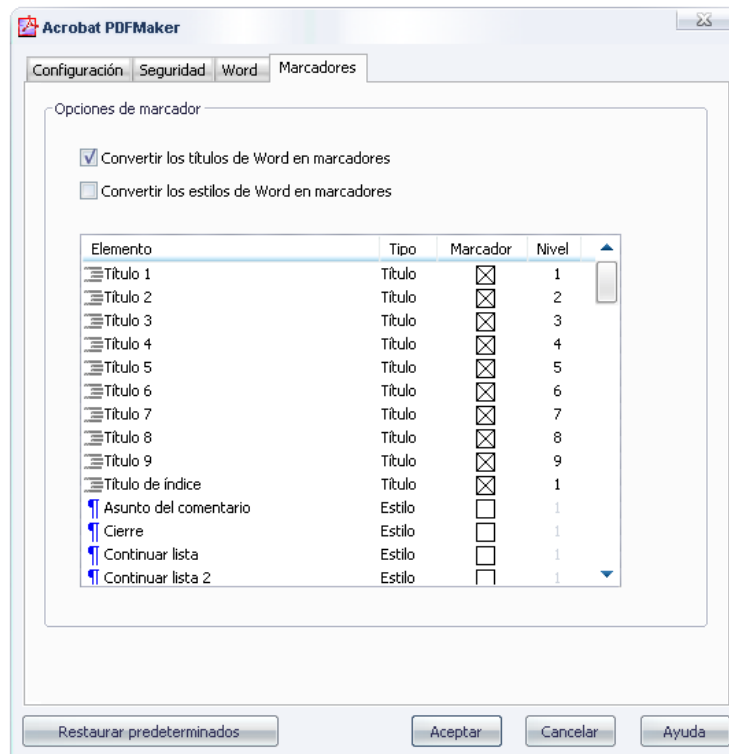 Acrobat PDFMaker
Configuración Seguridad Word Marcadores
Opciones de marcador
Convertir los títulos de Word en marcadores
Convertir los estilos de Word en marcadores
Elemento Tipo Marcador Nivel
Título 1 Título 1
Título 2 Título 2
Título 3 Título 3
Título 4 Título 4
Título 5 Título 5
Título 6 Título 6
Título 7 Título 7
Título 8 Título 8
Título 9 Título 9
Título de índice Título 1
¶ Asunto del comentario Estilo 1
¶ Cierre Estilo 1
¶ Continuar lista Estilo 1
¶ Continuar lista 2 Estilo 1
Restaurar predeterminados Aceptar Cancelar Ayuda